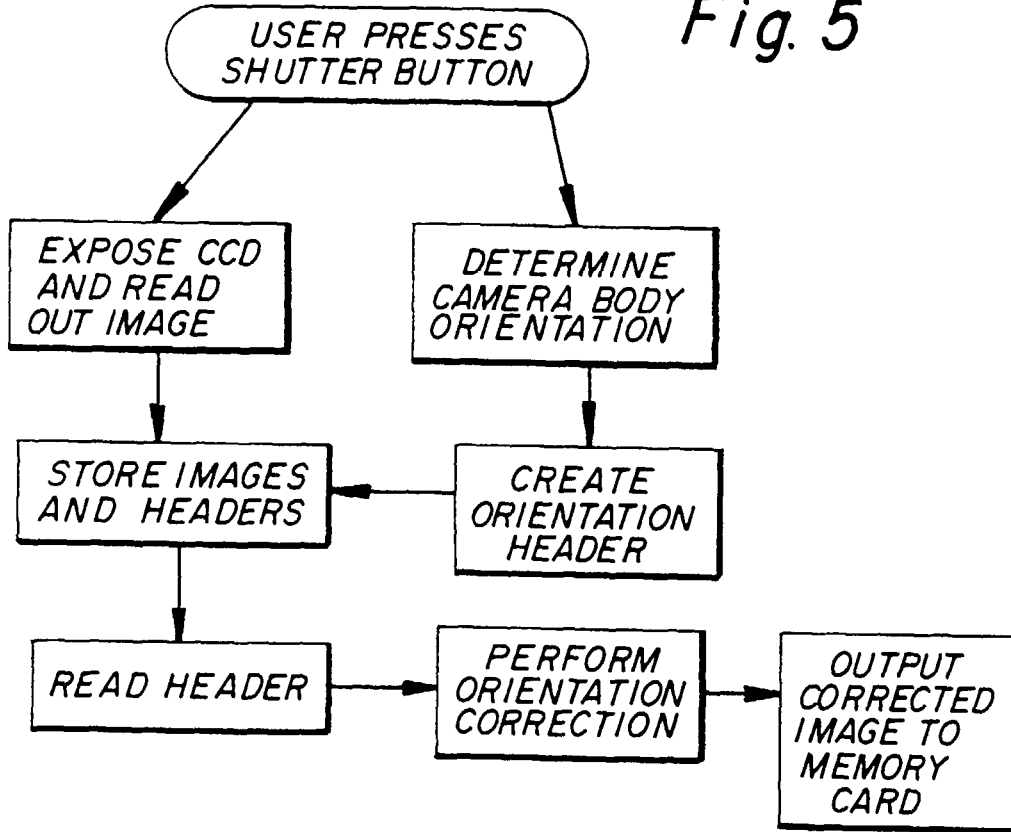 Fig. 5
USER PRESSES
SHUTTER BUTTON
EXPOSE CCD
AND READ
OUT IMAGE
DETERMINE
CAMERA BODY
ORIENTATION
STORE IMAGES
AND HEADERS
CREATE
ORIENTATION
HEADER
READ HEADER
PERFORM
ORIENTATION
CORRECTION
OUTPUT
CORRECTED
IMAGE TO
MEMORY
CARD